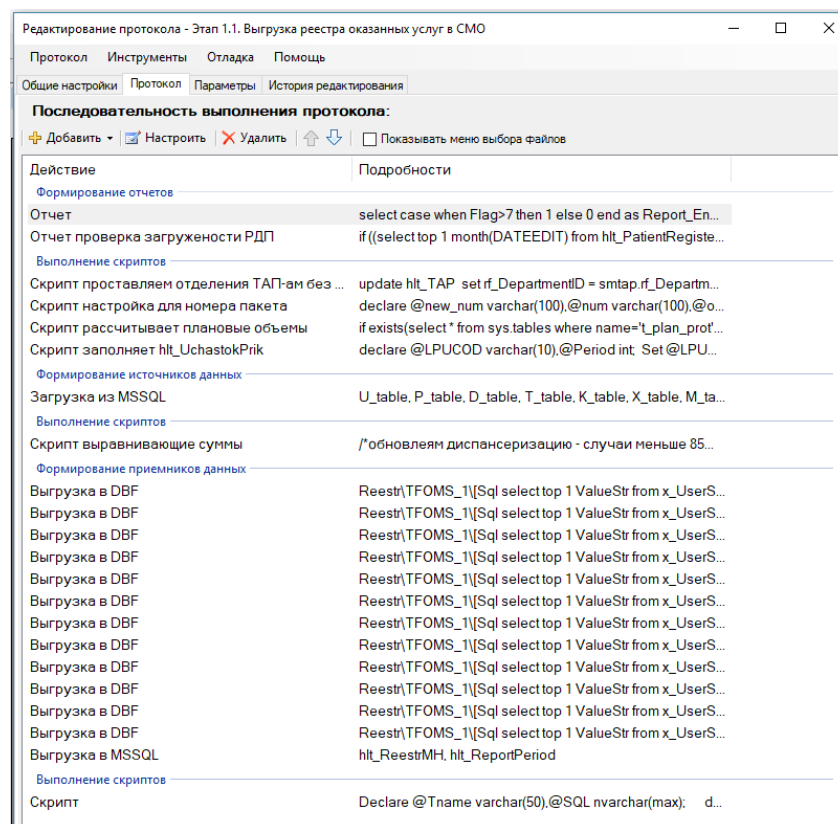 Редактирование протокола - Этап 1.1. Выгрузка реестра оказанных услуг в СМО
Протокол Инструменты Отладка Помощь
Общие настройки Протокол Параметры История редактирования
Последовательность выполнения протокола:
Добавить Настроить Удалить Показывать меню выбора файлов
Действие Подробности
Формирование отчетов
Отчет select case when Flag>7 then 1 else 0 end as Report_En...
Отчет проверка загружености РДП if ((select top 1 month(DATEEDIT) from hlt_PatientRegiste...
Выполнение скриптов
Скрипт проставляем отделения ТАП-ам без ... update hlt_TAP set rf_DepartmentID = smtap.rf_Departm...
Скрипт настройка для номера пакета declare @new_num varchar(100),@num varchar(100),@o...
Скрипт рассчитывает плановые объемы if exists(select * from sys.tables where name='t_plan_prot'...
Скрипт заполняет hlt_UchastokPrik declare @LPUCOD varchar(10),@Period int; Set @LPU...
Формирование источников данных
Загрузка из MSSQL U_table, P_table, D_table, T_table, K_table, X_table, M_ta...
Выполнение скриптов
Скрипт выравнивающие суммы /*обновлеям диспансеризацию - случаи меньше 85...
Формирование приемников данных
Выгрузка в DBF Reestr\TFOMS_1\[Sql select top 1 ValueStr from x_UserS...
Выгрузка в DBF Reestr\TFOMS_1\[Sql select top 1 ValueStr from x_UserS...
Выгрузка в DBF Reestr\TFOMS_1\[Sql select top 1 ValueStr from x_UserS...
Выгрузка в DBF Reestr\TFOMS_1\[Sql select top 1 ValueStr from x_UserS...
Выгрузка в DBF Reestr\TFOMS_1\[Sql select top 1 ValueStr from x_UserS...
Выгрузка в DBF Reestr\TFOMS_1\[Sql select top 1 ValueStr from x_UserS...
Выгрузка в DBF Reestr\TFOMS_1\[Sql select top 1 ValueStr from x_UserS...
Выгрузка в DBF Reestr\TFOMS_1\[Sql select top 1 ValueStr from x_UserS...
Выгрузка в DBF Reestr\TFOMS_1\[Sql select top 1 ValueStr from x_UserS...
Выгрузка в DBF Reestr\TFOMS_1\[Sql select top 1 ValueStr from x_UserS...
Выгрузка в DBF Reestr\TFOMS_1\[Sql select top 1 ValueStr from x_UserS...
Выгрузка в DBF Reestr\TFOMS_1\[Sql select top 1 ValueStr from x_UserS...
Выгрузка в MSSQL hlt_ReestrMH, hlt_ReportPeriod
Выполнение скриптов
Скрипт Declare @Tname varchar(50),@SQL nvarchar(max); d...